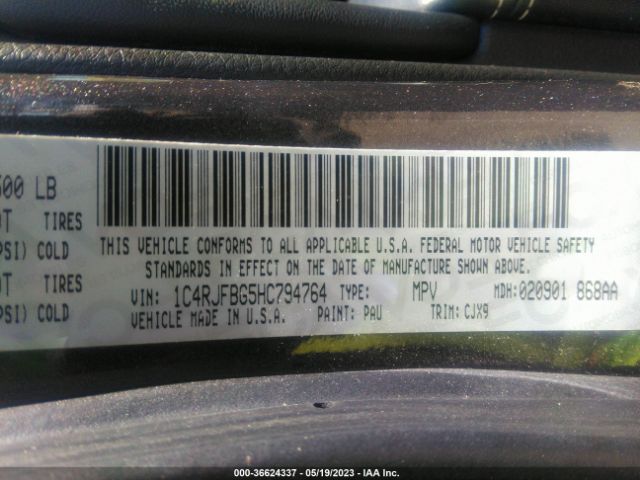 LB
TIRES
COLD
TIRES
COLD
THIS VEHICLE CONFORMS TO ALL APPLICABLE U.S.A. FEDERAL MOTOR VEHICLE SAFETY
STANDARDS IN EFFECT ON THE DATE OF MANUFACTURE SHOWN ABOVE.
VIN: 1C4RJFBG5HC794764 TYPE: MPV MDH: 020901 868AA
VEHICLE MADE IN U.S.A. PAINT: PAU TRIM: CJX9
000-36624337 - 05/19/2023 - IAA Inc.